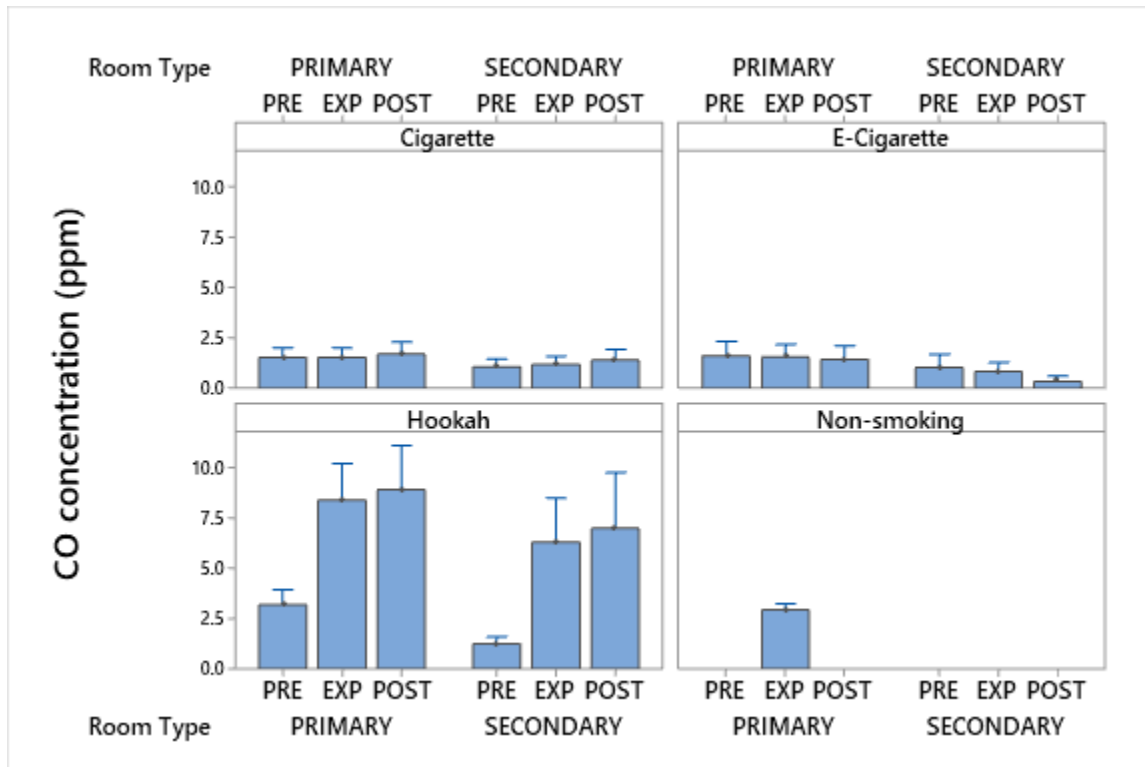 Room Type PRIMARY SECONDARY PRIMARY SECONDARY
PRE EXP POST PRE EXP POST PRE EXP POST PRE EXP POST
Cigarette E-Cigarette
10.0
7.5
5.0
2.5
0.0
Hookah Non-smoking
10.0
7.5
5.0
2.5
0.0
CO concentration (ppm)
PRE EXP POST PRE EXP POST PRE EXP POST PRE EXP POST
Room Type PRIMARY SECONDARY PRIMARY SECONDARY